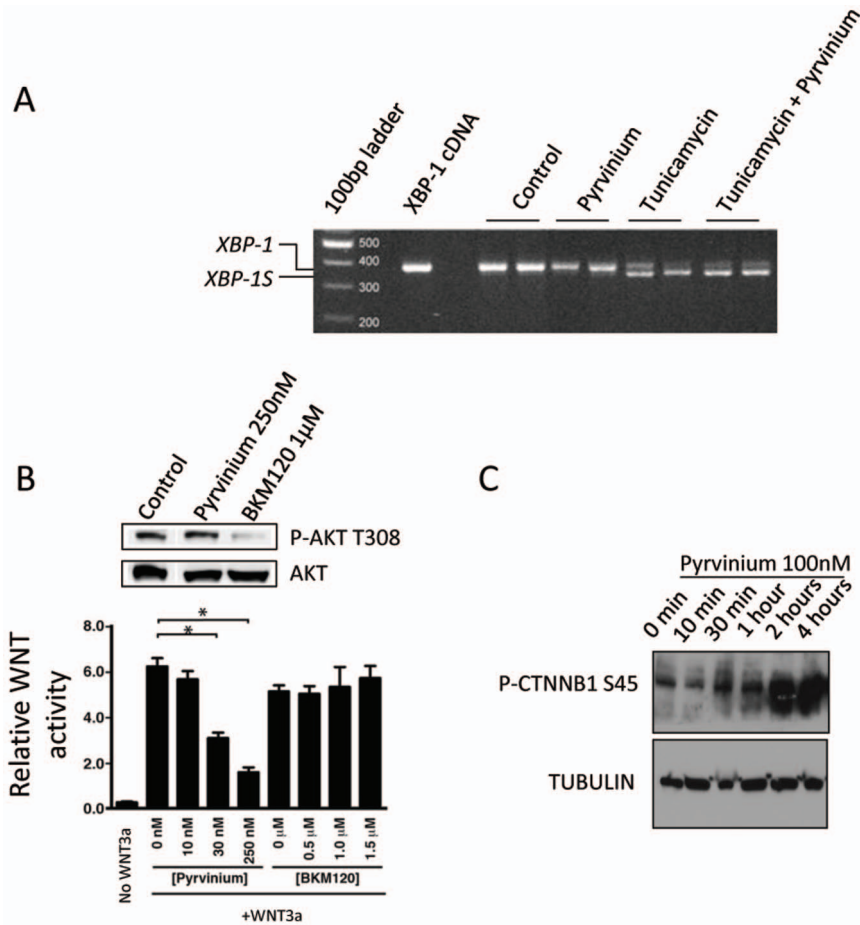 A
100bp ladder
XBP-1 cDNA
Control
Pyrvinium
Tunicamycin
Tunicamycin + Pyrvinium
XBP-1
XBP-1S
500
400
300
200
B
Control
Pyrvinium 250nM
BKM120 1µM
P-AKT T308
AKT
Relative WNT
activity
8.0
6.0
4.0
2.0
0.0
*
*
No WNT3a
0 nM
10 nM
30 nM
250 nM
0 µM
0.5 µM
1.0 µM
1.5 µM
[Pyrvinium]
[BKM120]
+WNT3a
C
Pyrvinium 100nM
0 min
10 min
30 min
1 hour
2 hours
4 hours
P-CTNNB1 S45
TUBULIN